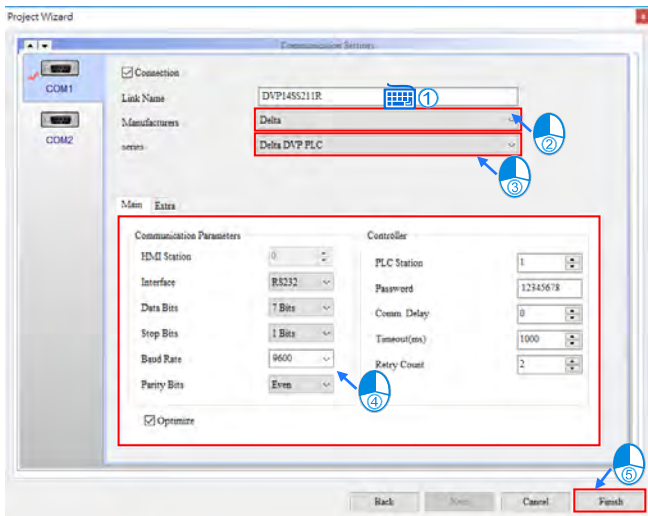 Project Wizard
Communication Settings
COM1
COM2
Connection
Link Name DVP14SS211R ①
Manufacturers Delta
②
series Delta DVP PLC
③
Main Extra
Communication Parameters
HMI Station 0
Interface RS232
Data Bits 7 Bits
Stop Bits 1 Bits
Baud Rate 9600
Parity Bits Even
④
Optimize
Controller
PLC Station 1
Password 12345678
Comm. Delay 0
Timeout(ms) 1000
Retry Count 2
⑤
Back Next Cancel Finish